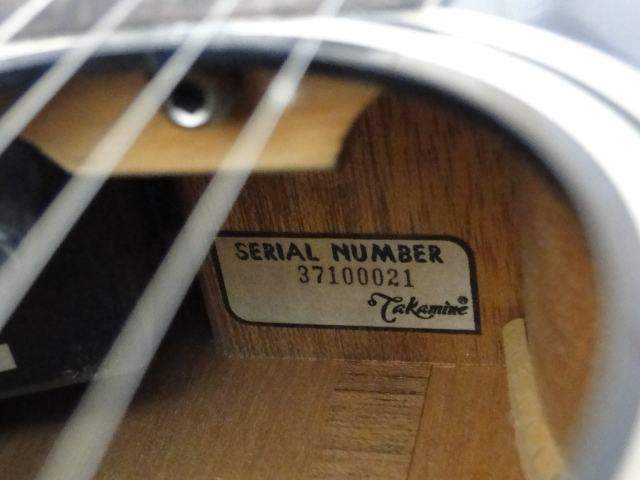 SERIAL NUMBER
37100021
Takamine®